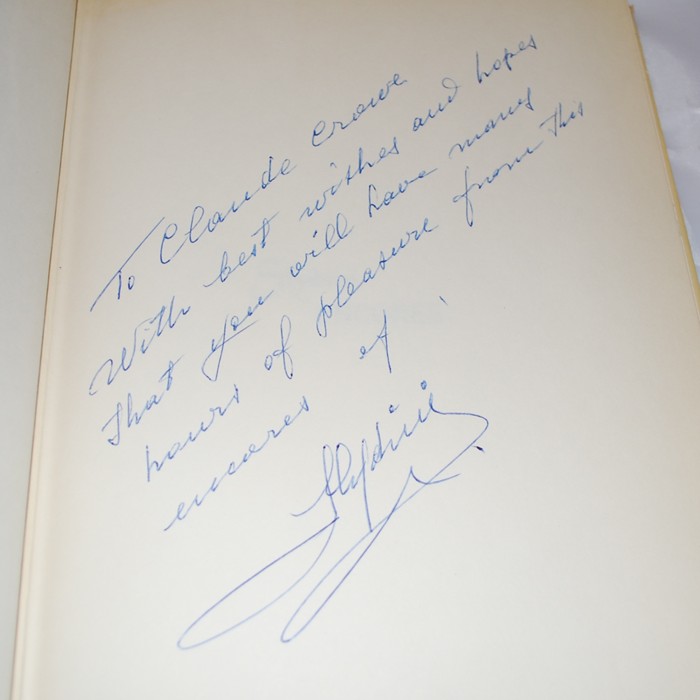 To Claude Crowe
With best wishes and hopes
that you will have many
hours of pleasure from this
encores of
Slydini